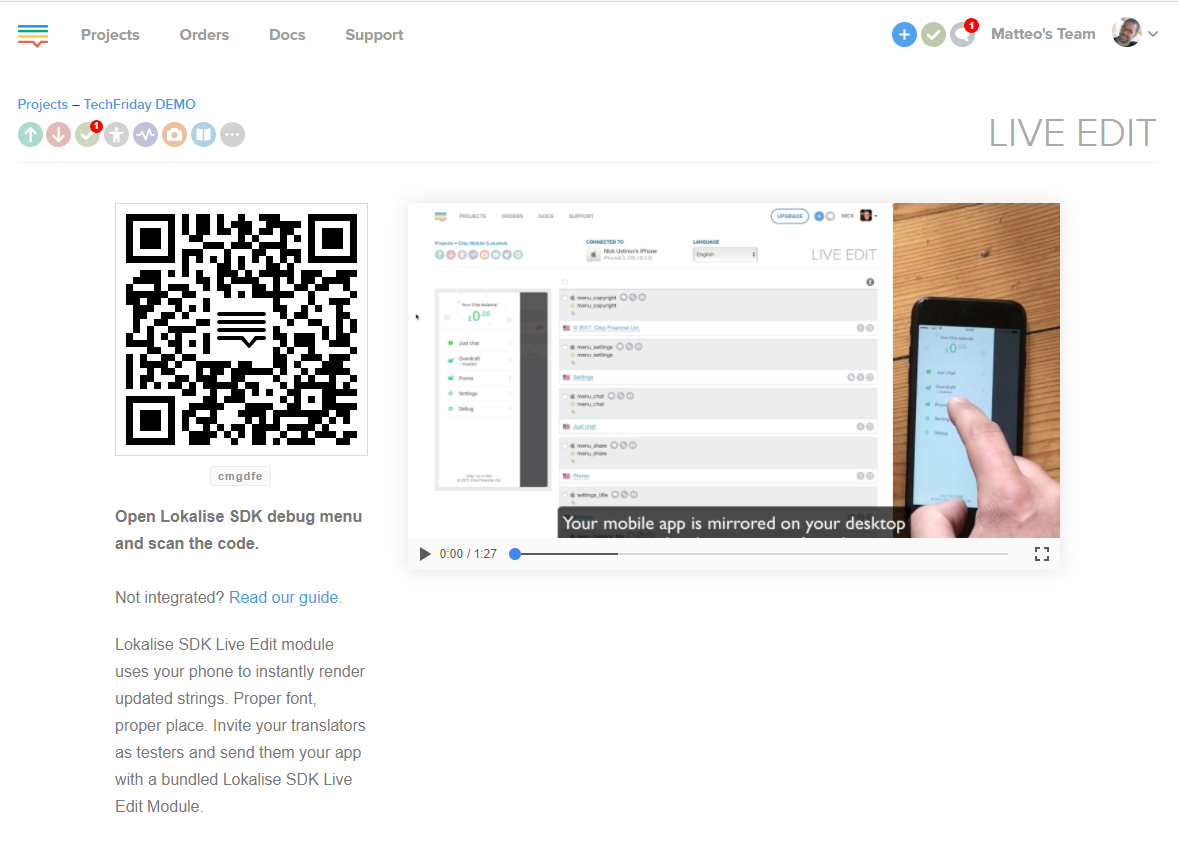 Projects Orders Docs Support 1 Matteo's Team
Projects – TechFriday DEMO
1
LIVE EDIT
cmgdfe
Open Lokalise SDK debug menu
and scan the code.
Not integrated? Read our guide.
Lokalise SDK Live Edit module
uses your phone to instantly render
updated strings. Proper font,
proper place. Invite your translators
as testers and send them your app
with a bundled Lokalise SDK Live
Edit Module.
PROJECTS ORDERS DOCS SUPPORT UPGRADE NICK
Projects – Chip Mobile (Lokalise)
CONNECTED TO
Nick Ustinov's iPhone
LANGUAGE
English
LIVE EDIT
Your Chip balance:
£0.00
Just chat
Overdraft
Promo
Settings
Debug
menu_copyright
menu_copyright
© 2017, Chip Financial Ltd.
menu_settings
menu_settings
Settings
menu_chat
menu_chat
Just chat
menu_share
menu_share
Promo
settings_title
£0.00
Just chat
Overdraft
Debug
Your mobile app is mirrored on your desktop
0:00 / 1:27